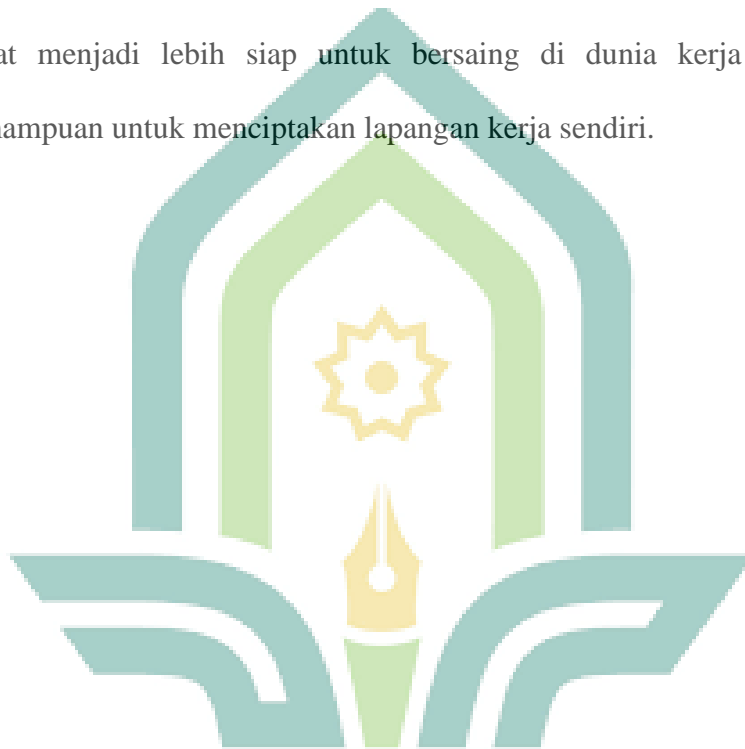 at menjadi lebih siap untuk bersaing di dunia kerja
ampuan untuk menciptakan lapangan kerja sendiri.